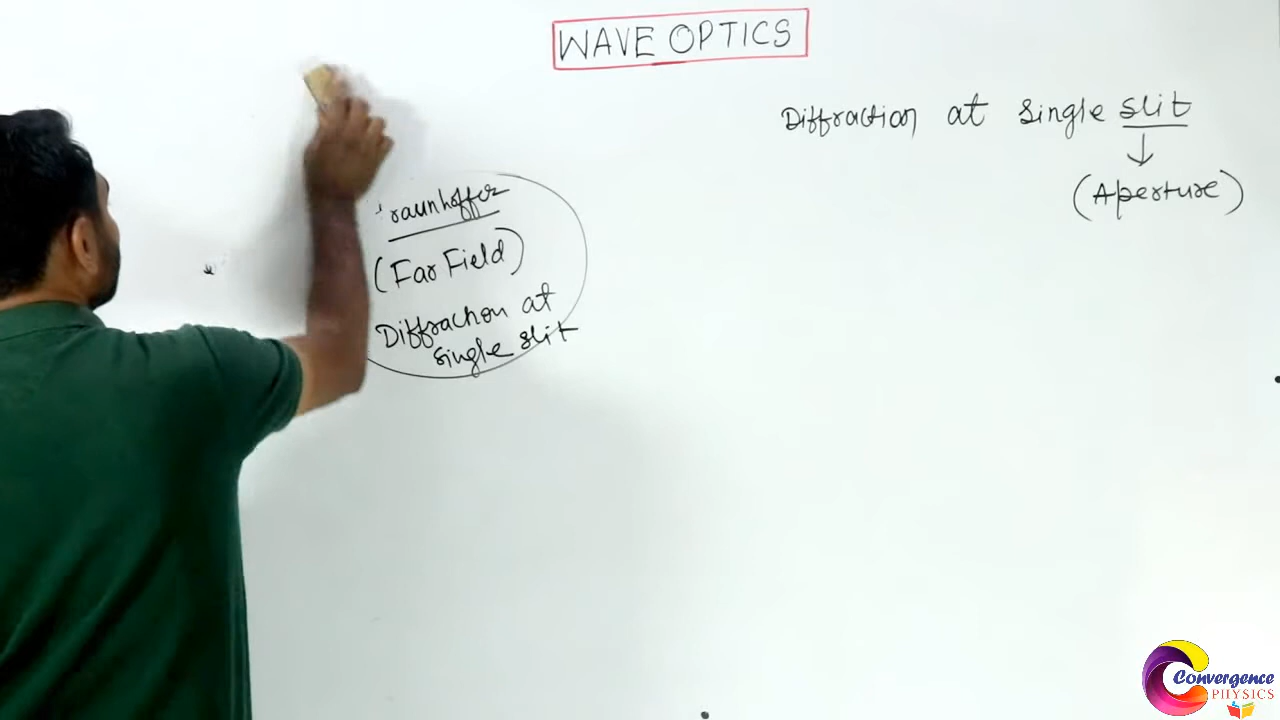 WAVE OPTICS
Diffraction at single slit
(Aperture)
raunhoffer
(Far Field)
Diffraction at
single slit
Convergence
PHYSICS